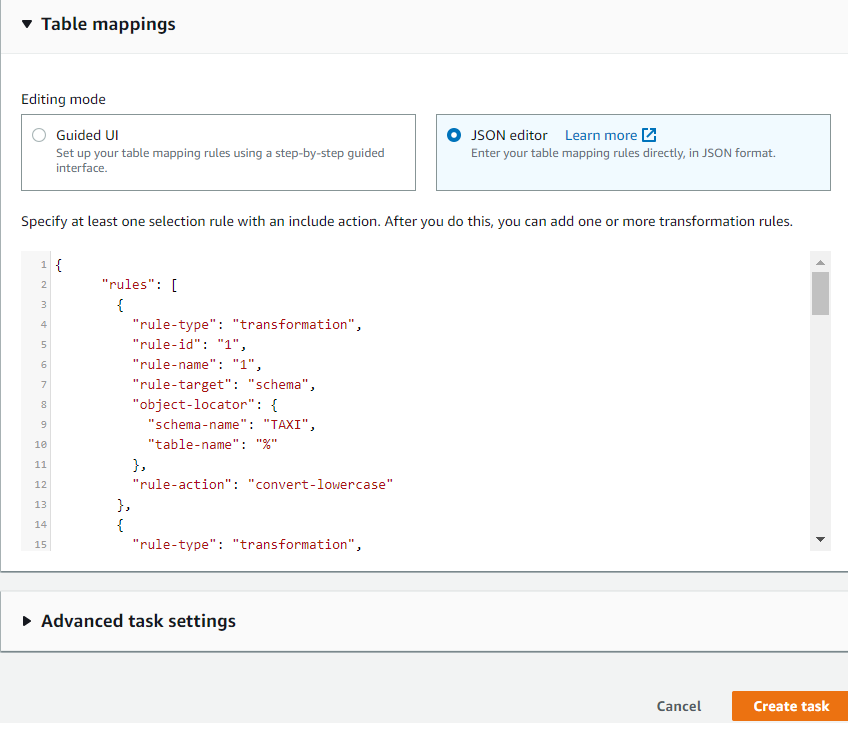 Table mappings
Editing mode
Guided UI
Set up your table mapping rules using a step-by-step guided
interface.
JSON editor Learn more
Enter your table mapping rules directly, in JSON format.
Specify at least one selection rule with an include action. After you do this, you can add one or more transformation rules.
1 {
2 "rules": [
3 {
4 "rule-type": "transformation",
5 "rule-id": "1",
6 "rule-name": "1",
7 "rule-target": "schema",
8 "object-locator": {
9 "schema-name": "TAXI",
10 "table-name": "%"
11 },
12 "rule-action": "convert-lowercase"
13 },
14 {
15 "rule-type": "transformation",
Advanced task settings
Cancel Create task